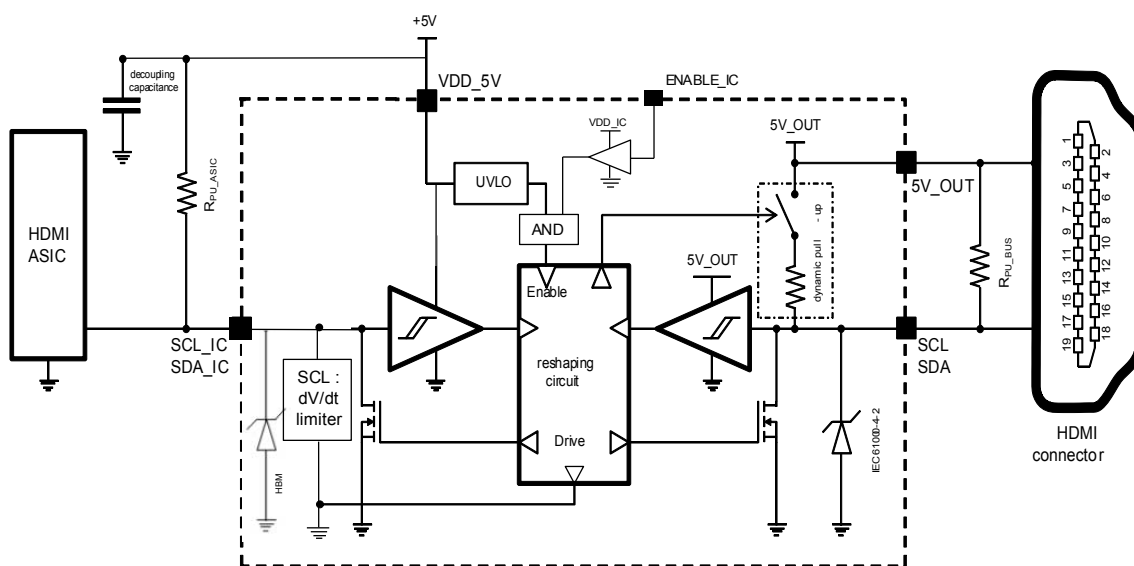 +5V
decoupling
capacitance
VDD_5V
ENABLE_IC
VDD_IC
5V_OUT
RPU_ASIC
UVLO
AND
5V_OUT
HDMI
ASIC
Enable
5V_OUT
dynamic pull - up
RPU_BUS
1
2
3
4
5
6
7
8
9
10
11
12
13
14
15
16
17
18
19
SCL_IC
SDA_IC
reshaping
circuit
SCL
SDA
SCL :
dV/dt
limiter
Drive
HBM
IEC61000-4-2
HDMI
connector